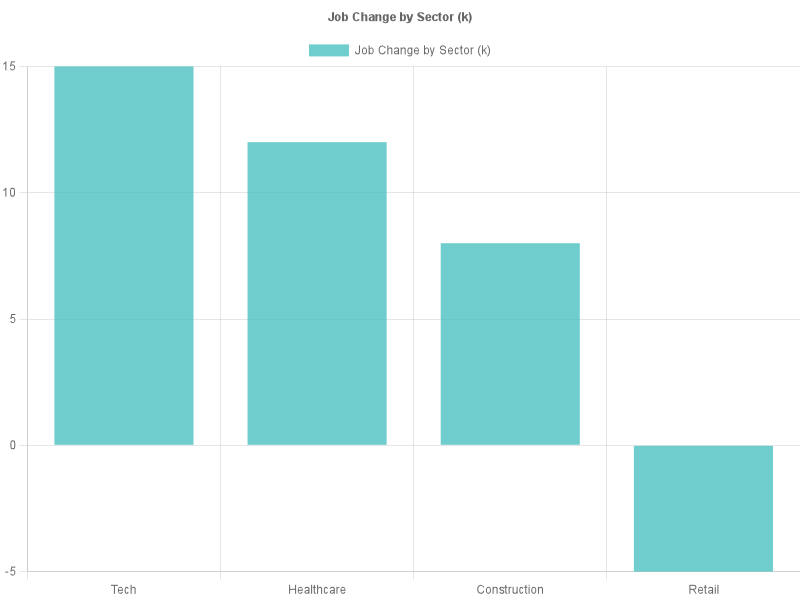 Job Change by Sector (k)
Job Change by Sector (k)
15
10
5
0
-5
Tech Healthcare Construction Retail